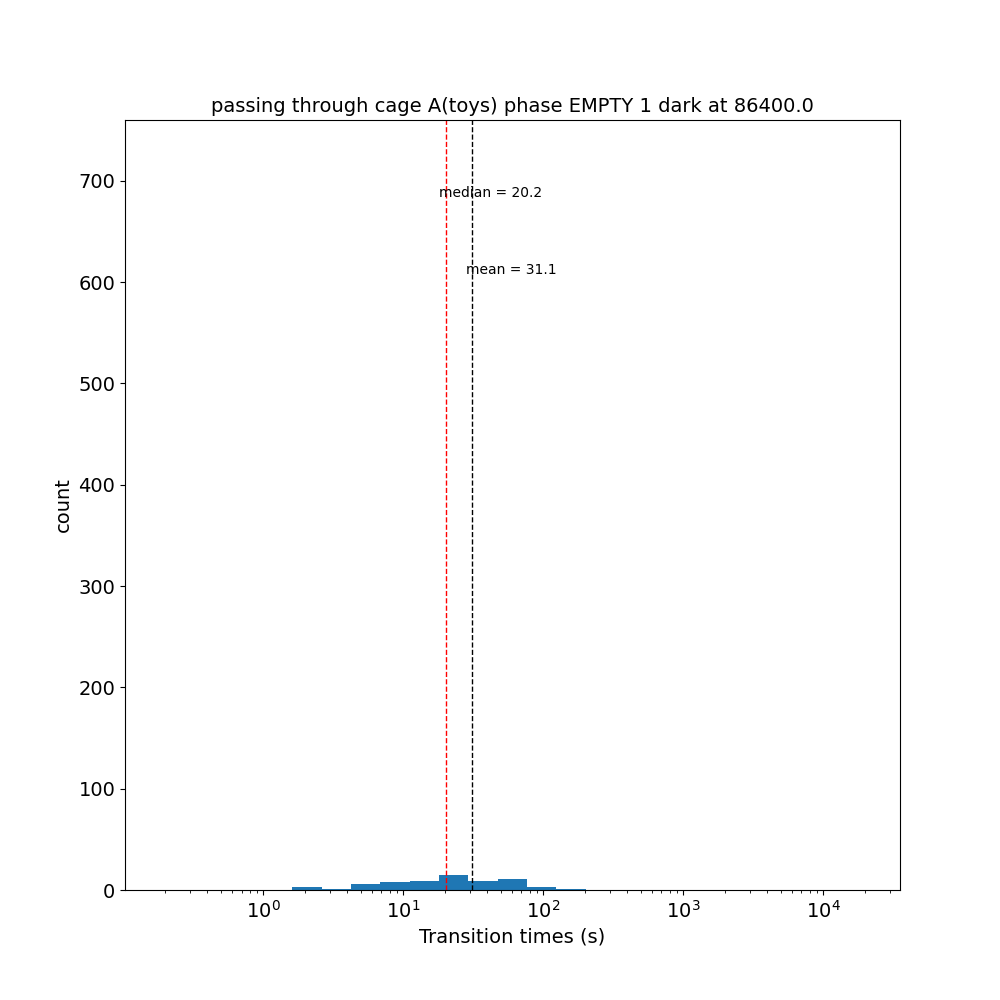 passing through cage A(toys) phase EMPTY 1 dark at 86400.0
700
median = 20.2
mean = 31.1
600
500
count
400
300
200
100
0
10^0 10^1 10^2 10^3 10^4
Transition times (s)